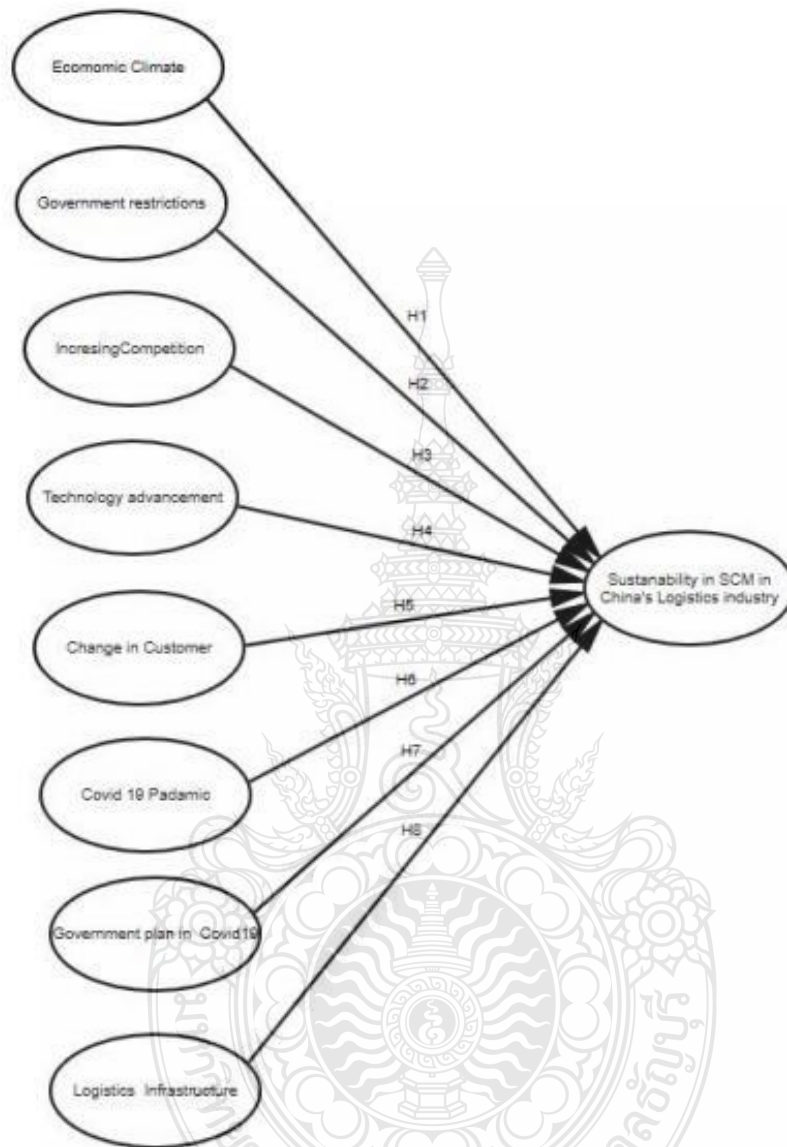 Ecomomic Climate
Government restrictions
IncresingCompetition
Technology advancement
Change in Customer
Covid 19 Padamic
Government plan in Covid19
Logistics Infrastructure
H1
H2
H3
H4
H5
H6
H7
H8
Sustanability in SCM in
China's Logistics industry